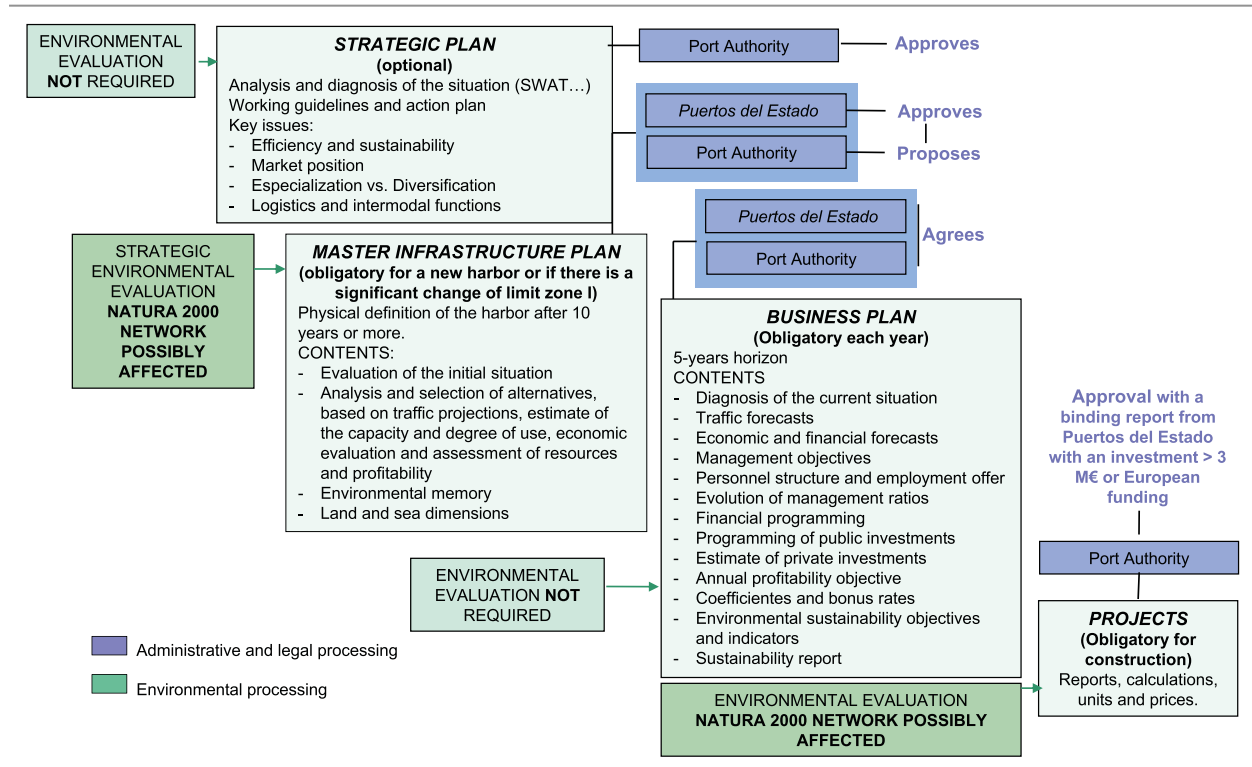 ENVIRONMENTAL
EVALUATION
NOT REQUIRED
STRATEGIC PLAN
(optional)
Analysis and diagnosis of the situation (SWAT…)
Working guidelines and action plan
Key issues:
- Efficiency and sustainability
- Market position
- Especialization vs. Diversification
- Logistics and intermodal functions
Port Authority
Approves
Puertos del Estado
Approves
Port Authority
Proposes
Puertos del Estado
Port Authority
Agrees
STRATEGIC
ENVIRONMENTAL
EVALUATION
NATURA 2000
NETWORK
POSSIBLY
AFFECTED
MASTER INFRASTRUCTURE PLAN
(obligatory for a new harbor or if there is a
significant change of limit zone I)
Physical definition of the harbor after 10
years or more.
CONTENTS:
- Evaluation of the initial situation
- Analysis and selection of alternatives,
based on traffic projections, estimate of
the capacity and degree of use, economic
evaluation and assessment of resources
and profitability
- Environmental memory
- Land and sea dimensions
BUSINESS PLAN
(Obligatory each year)
5-years horizon
CONTENTS
- Diagnosis of the current situation
- Traffic forecasts
- Economic and financial forecasts
- Management objectives
- Personnel structure and employment offer
- Evolution of management ratios
- Financial programming
- Programming of public investments
- Estimate of private investments
- Annual profitability objective
- Coefficientes and bonus rates
- Environmental sustainability objectives
and indicators
- Sustainability report
ENVIRONMENTAL
EVALUATION NOT
REQUIRED
Approval with a
binding report from
Puertos del Estado
with an investment > 3
M€ or European
funding
Port Authority
PROJECTS
(Obligatory for
construction)
Reports, calculations,
units and prices.
ENVIRONMENTAL EVALUATION
NATURA 2000 NETWORK POSSIBLY
AFFECTED
Administrative and legal processing
Environmental processing